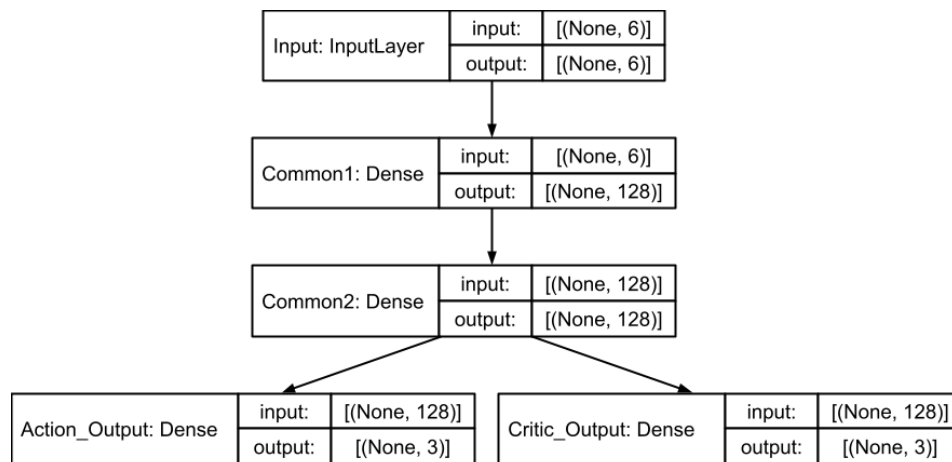 Input: InputLayer
input: [(None, 6)]
output: [(None, 6)]
Common1: Dense
input: [(None, 6)]
output: [(None, 128)]
Common2: Dense
input: [(None, 128)]
output: [(None, 128)]
Action_Output: Dense
input: [(None, 128)]
output: [(None, 3)]
Critic_Output: Dense
input: [(None, 128)]
output: [(None, 3)]